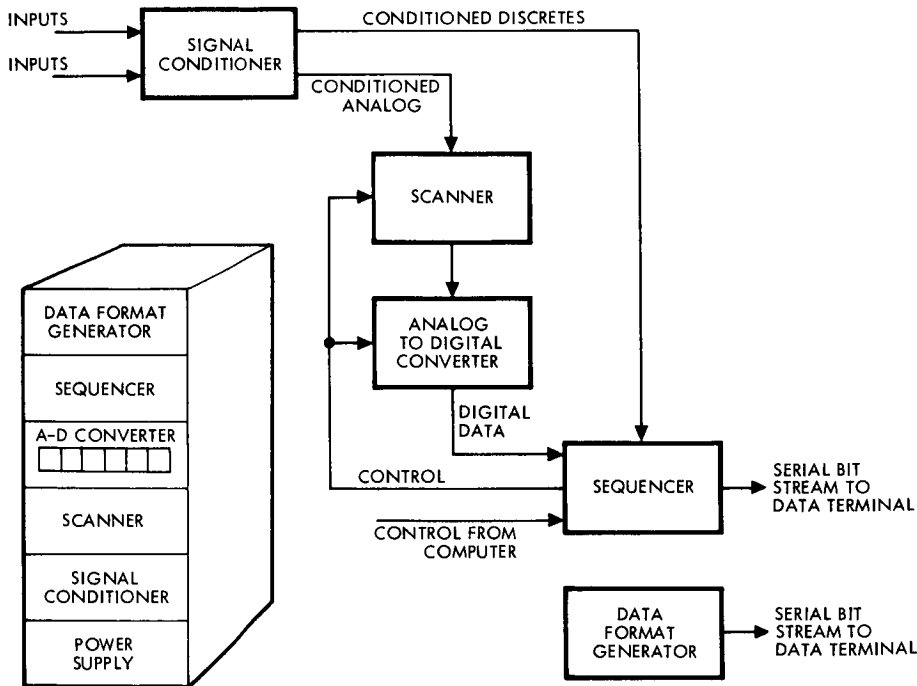 INPUTS
INPUTS
SIGNAL
CONDITIONER
CONDITIONED DISCRETES
CONDITIONED
ANALOG
SCANNER
ANALOG
TO DIGITAL
CONVERTER
DIGITAL
DATA
CONTROL
CONTROL FROM
COMPUTER
SEQUENCER
SERIAL BIT
STREAM TO
DATA TERMINAL
DATA
FORMAT
GENERATOR
SERIAL BIT
STREAM TO
DATA TERMINAL
DATA FORMAT
GENERATOR
SEQUENCER
A-D CONVERTER
SCANNER
SIGNAL
CONDITIONER
POWER
SUPPLY